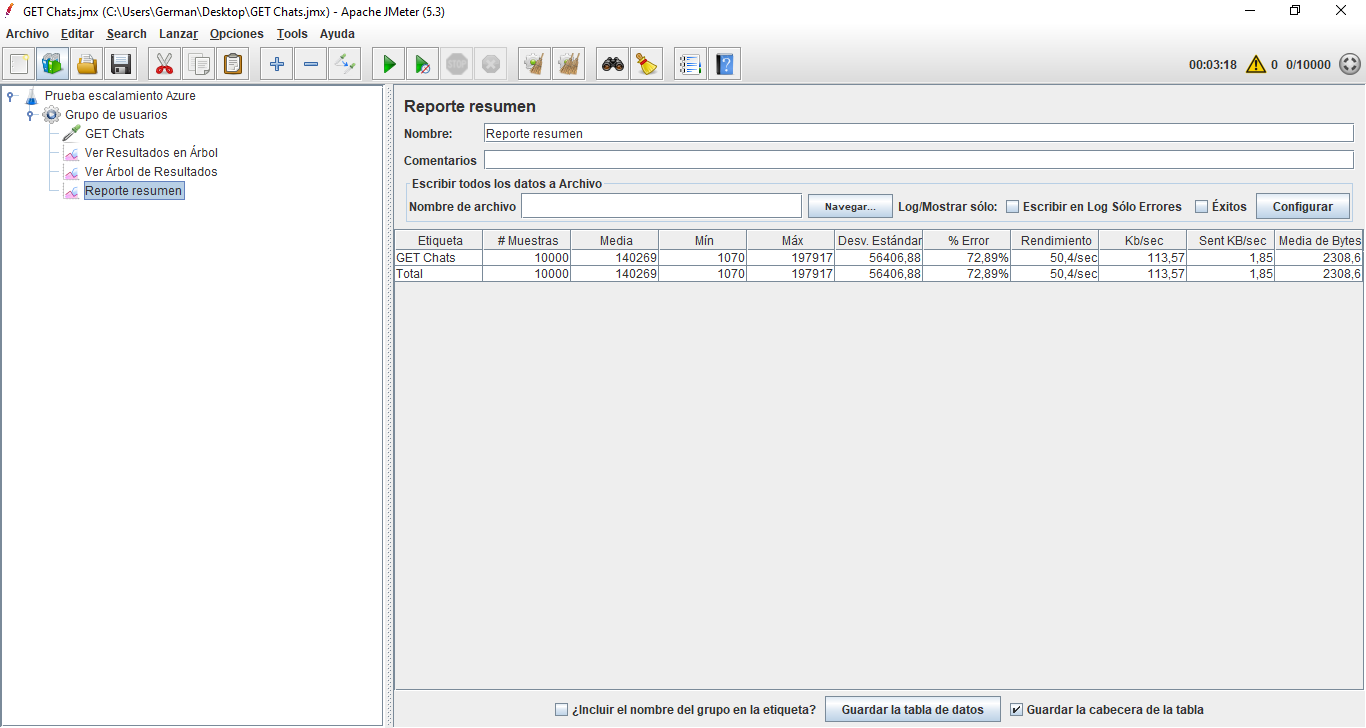 GET Chats.jmx (C:\Users\German\Desktop\GET Chats.jmx) - Apache JMeter (5.3)
Archivo Editar Search Lanzar Opciones Tools Ayuda
STOP 00:03:18 0 0/10000
Prueba escalamiento Azure
Grupo de usuarios
GET Chats
Ver Resultados en Árbol
Ver Árbol de Resultados
Reporte resumen
Reporte resumen
Nombre: Reporte resumen
Comentarios
Escribir todos los datos a Archivo
Nombre de archivo Navegar... Log/Mostrar sólo: Escribir en Log Sólo Errores Éxitos Configurar
Etiqueta # Muestras Media Mín Máx Desv. Estándar % Error Rendimiento Kb/sec Sent KB/sec Media de Bytes
GET Chats 10000 140269 1070 197917 56406,88 72,89% 50,4/sec 113,57 1,85 2308,6
Total 10000 140269 1070 197917 56406,88 72,89% 50,4/sec 113,57 1,85 2308,6
¿Incluir el nombre del grupo en la etiqueta? Guardar la tabla de datos Guardar la cabecera de la tabla